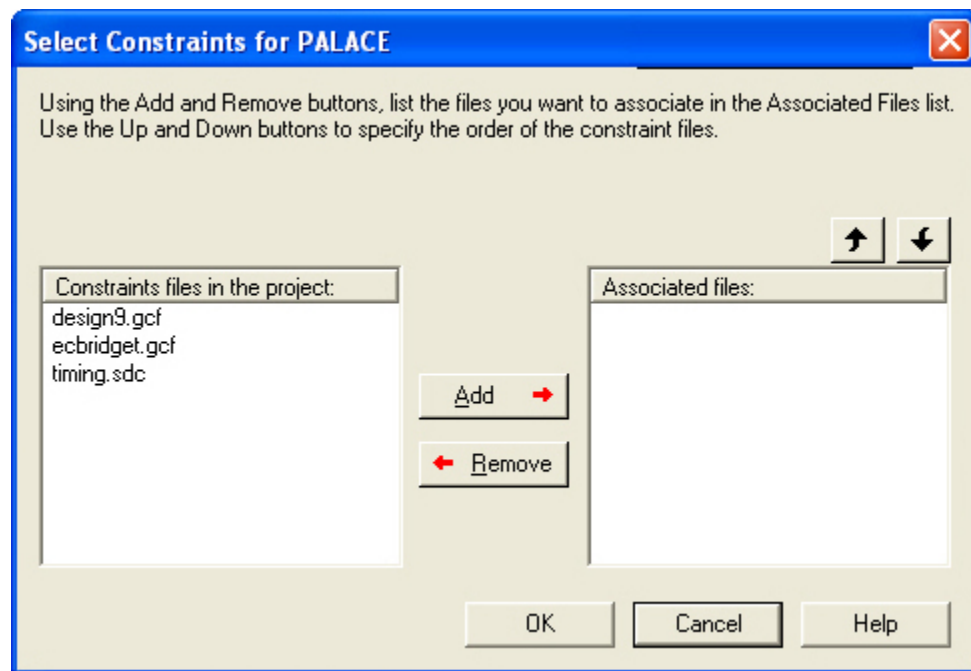 Select Constraints for PALACE
Using the Add and Remove buttons, list the files you want to associate in the Associated Files list.
Use the Up and Down buttons to specify the order of the constraint files.
Constraints files in the project:
design9.gcf
ecbridget.gcf
timing.sdc
Add
Remove
Associated files:
OK
Cancel
Help